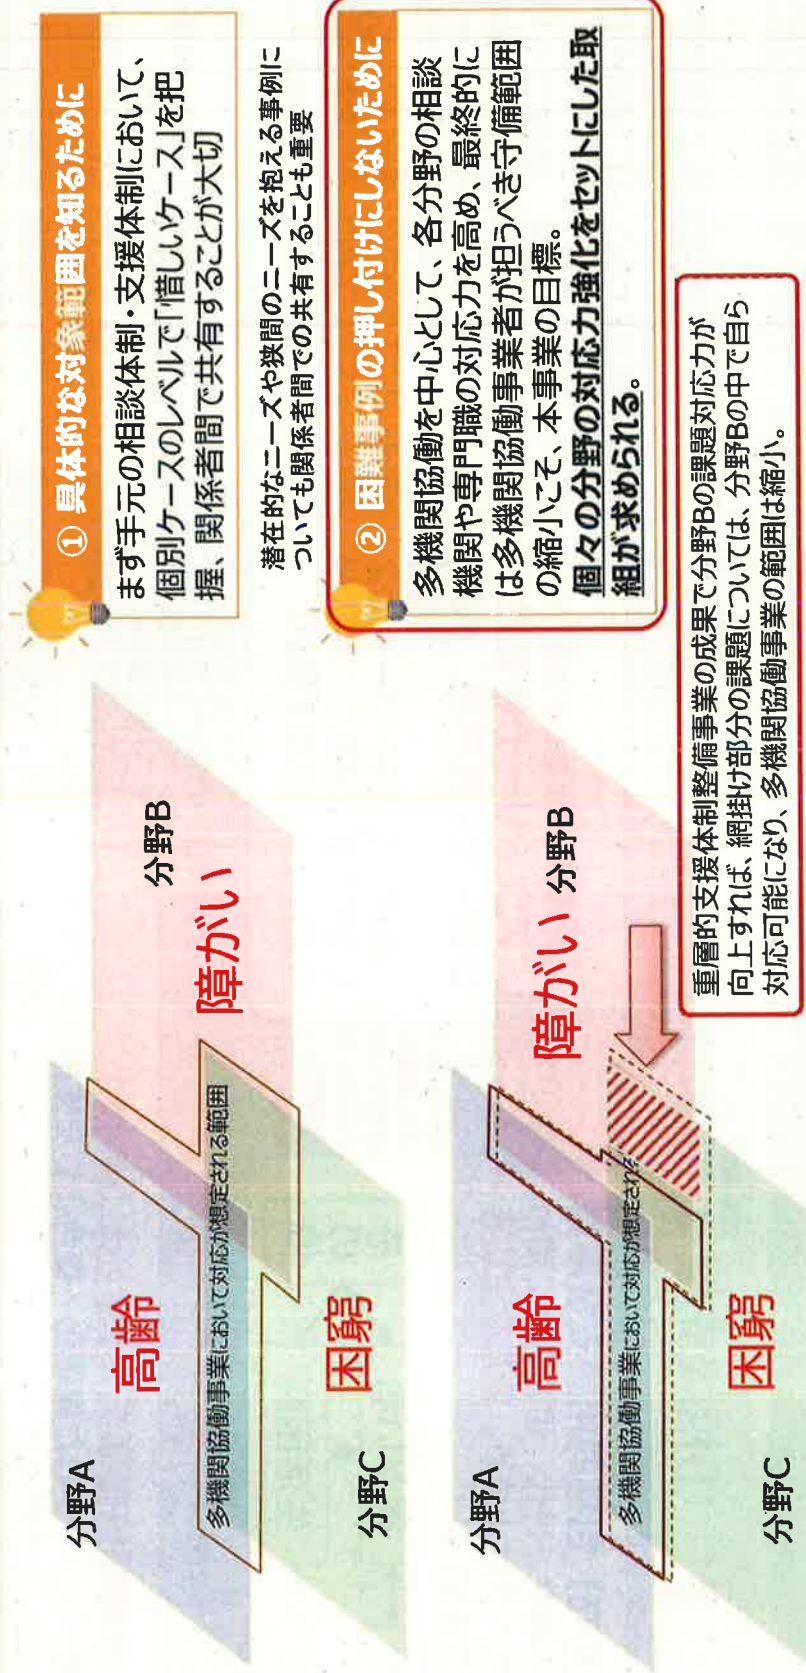 分野A
高齢
分野B
障がい
多機関協働事業において対応が想定される範囲
分野C
困窮
分野A
高齢
障がい 分野B
多機関協働事業において対応が想定され
分野C
困窮
① 具体的な対象範囲を知るために
まず手元の相談体制・支援体制において、
個別ケースのレベルで「惜しいケース」を把
握、関係者間で共有することが大切
潜在的なニーズや狭間のニーズを抱える事例に
ついても関係者間での共有することも重要
② 困難事例の押し付けにしないために
多機関協働を中心として、各分野の相談
機関や専門職の対応力を高め、最終的に
は多機関協働事業者が担うべき守備範囲
の縮小こそ、本事業の目標。
個々の分野の対応力強化をセットにした取
組が求められる。
重層的支援体制整備事業の成果で分野Bの課題対応力が
向上すれば、網掛け部分の課題については、分野Bの中で自ら
対応可能になり、多機関協働事業の範囲は縮小。